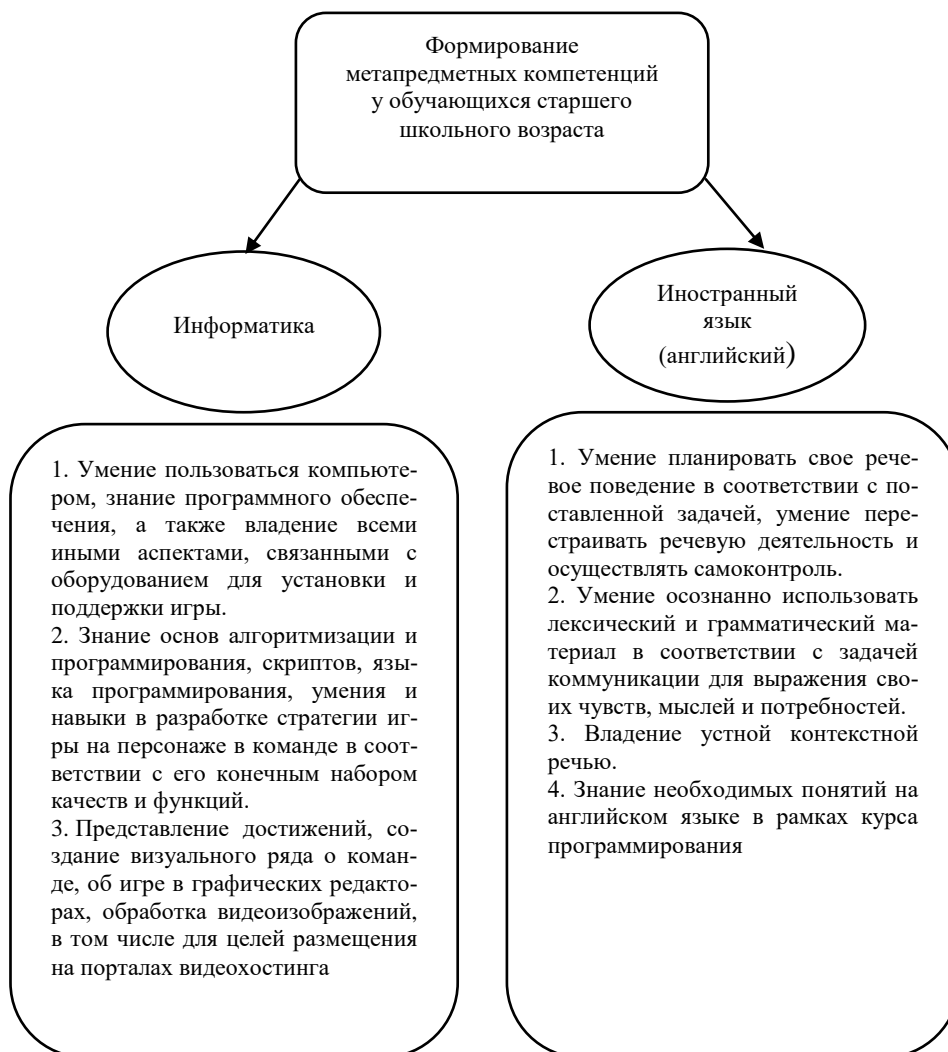 Формирование
метапредметных компетенций
у обучающихся старшего
школьного возраста
Информатика
Иностранный
язык
(английский)
1. Умение пользоваться компьюте-
ром, знание программного обеспе-
чения, а также владение всеми
иными аспектами, связанными с
оборудованием для установки и
поддержки игры.
2. Знание основ алгоритмизации и
программирования, скриптов, язы-
ка программирования, умения и
навыки в разработке стратегии иг-
ры на персонаже в команде в соот-
ветствии с его конечным набором
качеств и функций.
3. Представление достижений, со-
здание визуального ряда о коман-
де, об игре в графических редакто-
рах, обработка видеоизображений,
в том числе для целей размещения
на порталах видеохостинга
1. Умение планировать свое рече-
вое поведение в соответствии с по-
ставленной задачей, умение пере-
страивать речевую деятельность и
осуществлять самоконтроль.
2. Умение осознанно использовать
лексический и грамматический ма-
териал в соответствии с задачей
коммуникации для выражения сво-
их чувств, мыслей и потребностей.
3. Владение устной контекстной
речью.
4. Знание необходимых понятий на
английском языке в рамках курса
программирования